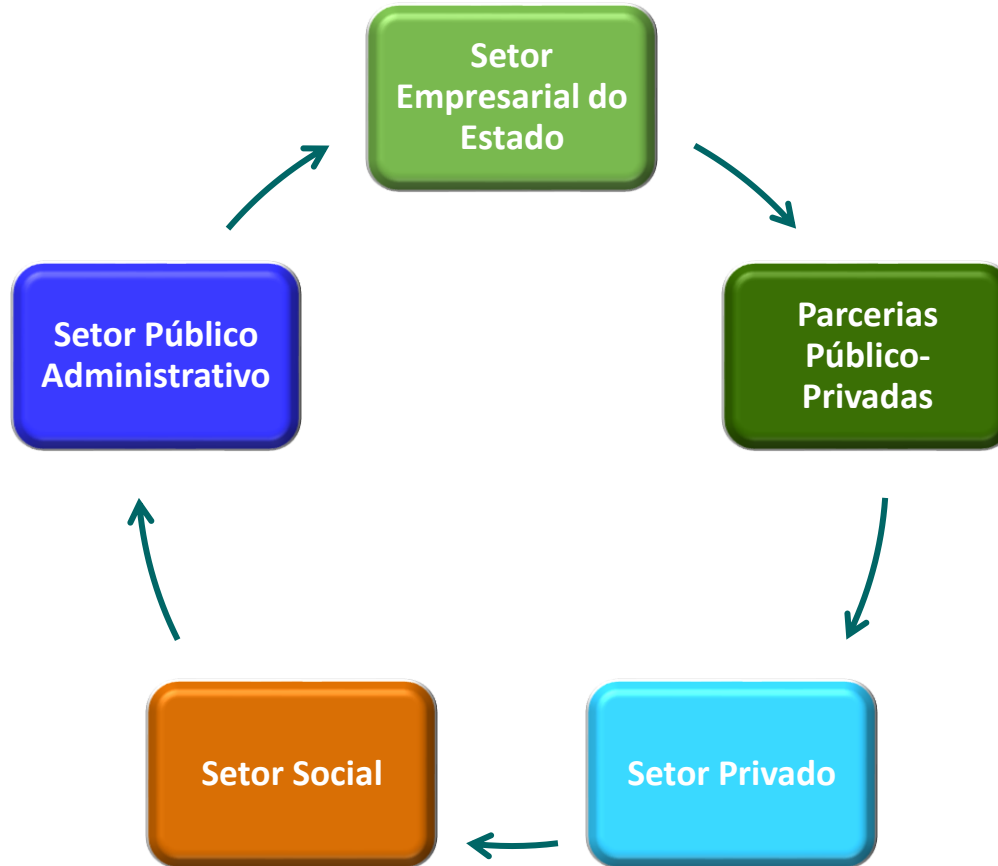 Setor
Empresarial do
Estado
Parcerias
Público-
Privadas
Setor Privado
Setor Social
Setor Público
Administrativo